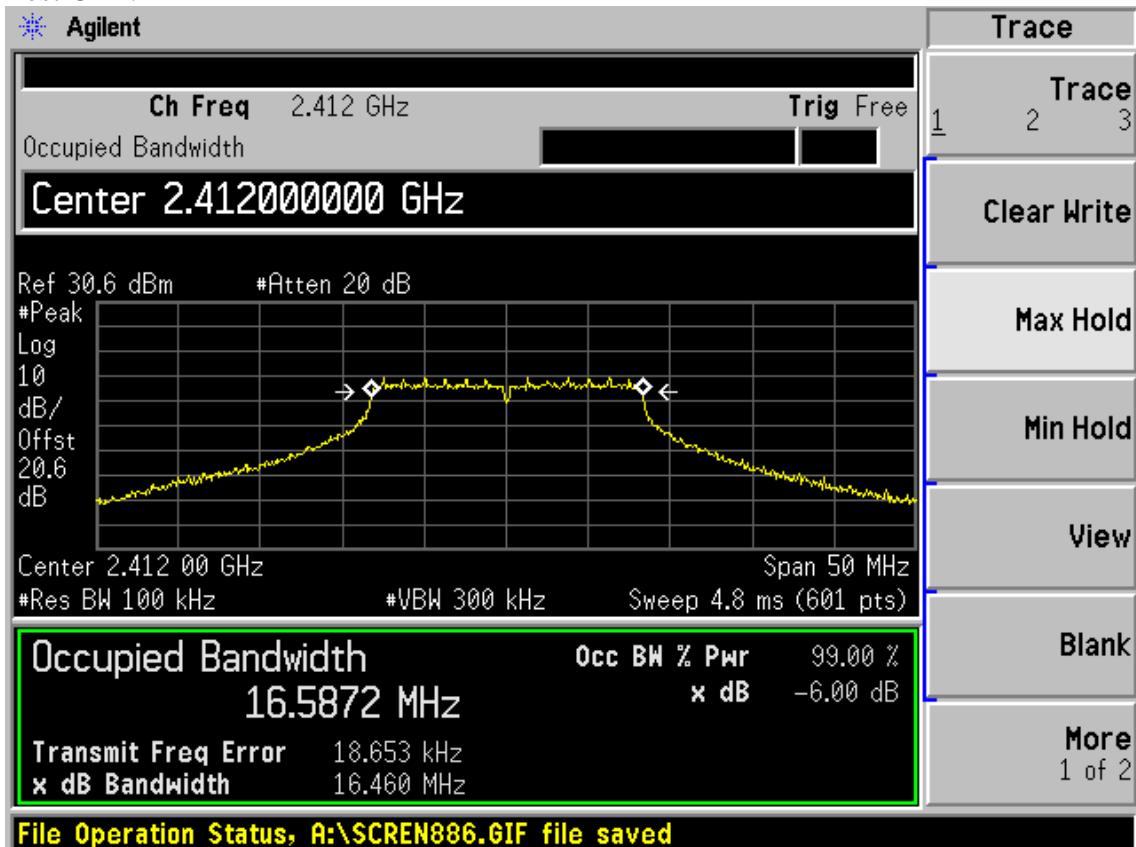 Agilent
Trace
Ch Freq 2.412 GHz Trig Free
Occupied Bandwidth
Center 2.412000000 GHz
Ref 30.6 dBm #Atten 20 dB
#Peak
Log
10
dB/
Offst
20.6
dB
Center 2.412 00 GHz Span 50 MHz
#Res BW 100 kHz #VBW 300 kHz Sweep 4.8 ms (601 pts)
Occupied Bandwidth Occ BW % Pwr 99.00 %
16.5872 MHz x dB -6.00 dB
Transmit Freq Error 18.653 kHz
x dB Bandwidth 16.460 MHz
File Operation Status, A:\SCREN886.GIF file saved
Trace
1 2 3
Clear Write
Max Hold
Min Hold
View
Blank
More
1 of 2